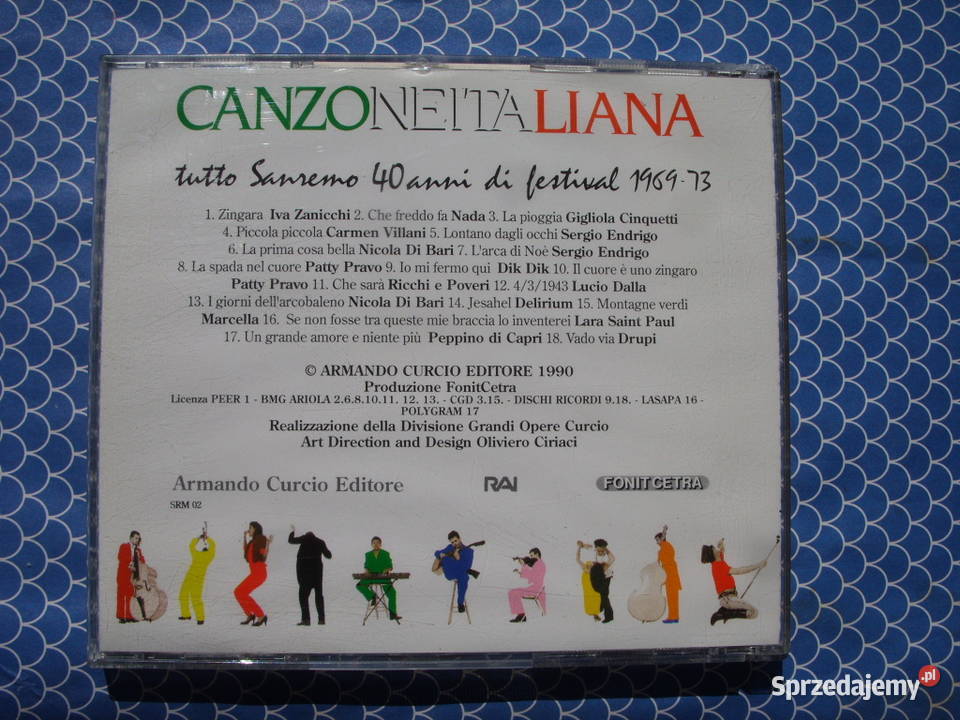 CANZONEITALIANA
tutto Sanremo 40 anni di festival 1969-73
1. Zingara Iva Zanicchi 2. Che freddo fa Nada 3. La pioggia Gigliola Cinquetti
4. Piccola piccola Carmen Villani 5. Lontano dagli occhi Sergio Endrigo
6. La prima cosa bella Nicola Di Bari 7. L'arca di Noè Sergio Endrigo
8. La spada nel cuore Patty Pravo 9. Io mi fermo qui Dik Dik 10. Il cuore è uno zingaro
Patty Pravo 11. Che sarà Ricchi e Poveri 12. 4/3/1943 Lucio Dalla
13. I giorni dell'arcobaleno Nicola Di Bari 14. Jesahel Delirium 15. Montagne verdi
Marcella 16. Se non fosse tra queste mie braccia lo inventerei Lara Saint Paul
17. Un grande amore e niente più Peppino di Capri 18. Vado via Drupi
© ARMANDO CURCIO EDITORE 1990
Produzione FonitCetra
Licenza PEER 1 - BMG ARIOLA 2.6.8.10.11. 12. 13. - CGD 3.15. - DISCHI RICORDI 9.18. - LASAPA 16 -
POLYGRAM 17
Realizzazione della Divisione Grandi Opere Curcio
Art Direction and Design Oliviero Ciriaci
Armando Curcio Editore RAI FONIT CETRA
SRM 02
Sprzedajemy.pl